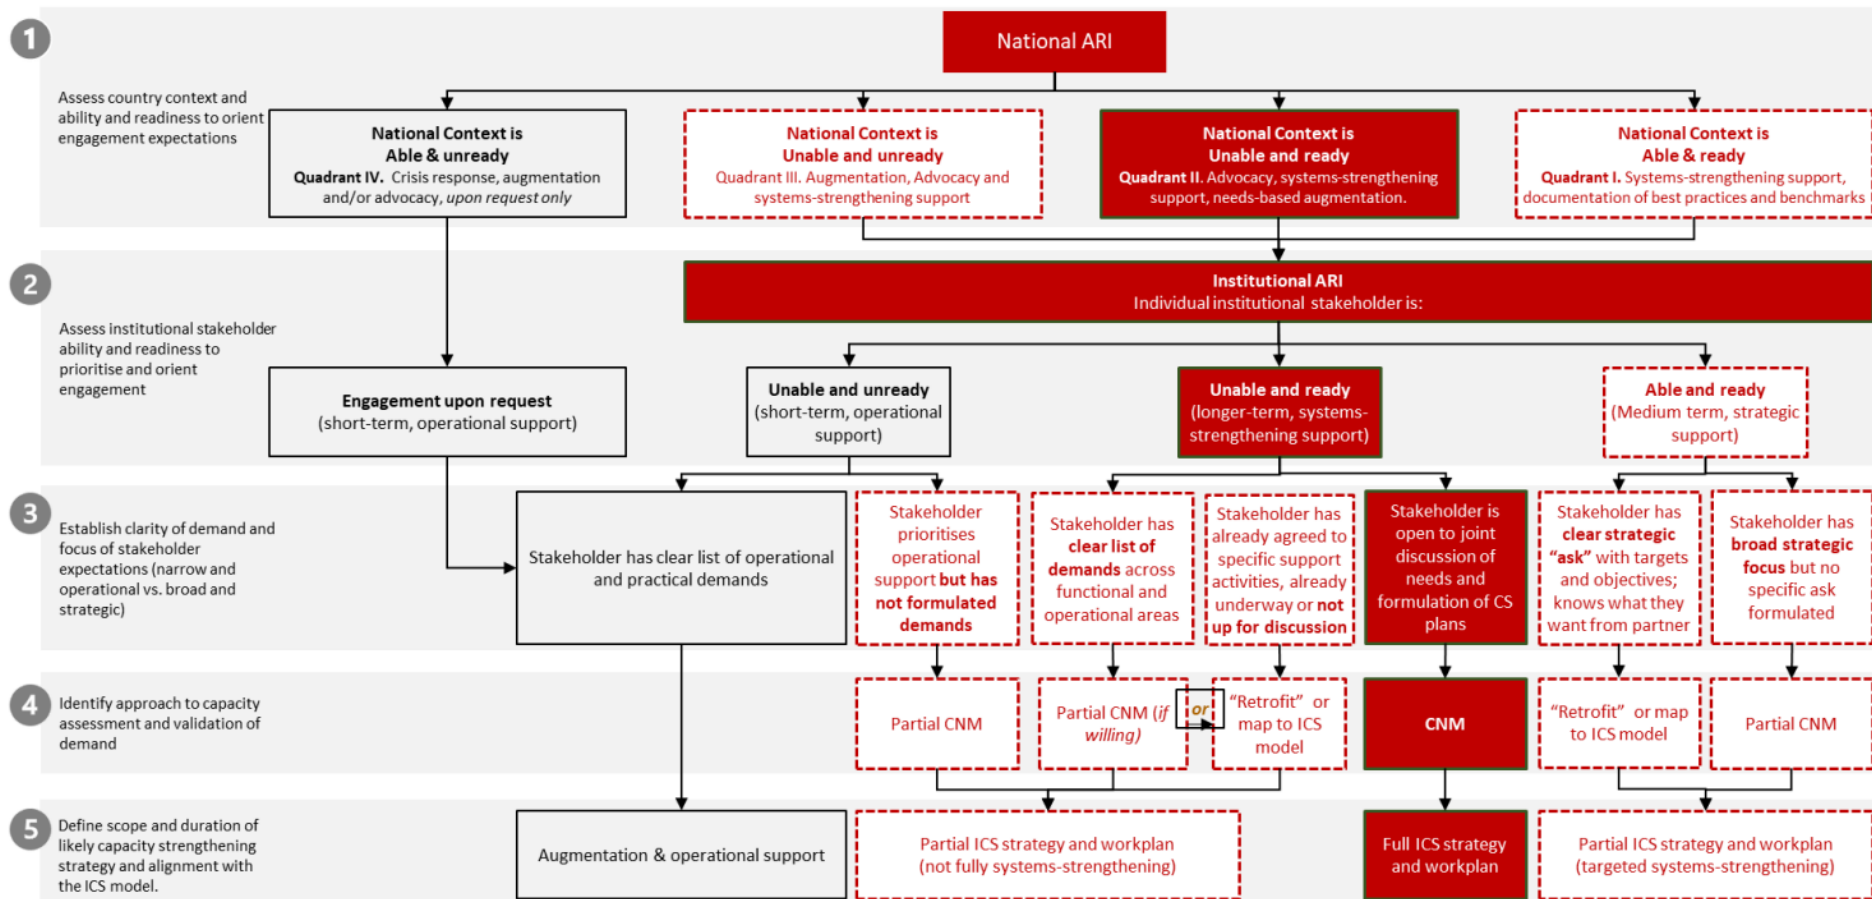 1
National ARI
Assess country context and
ability and readiness to orient
engagement expectations
National Context is
Able & unready
Quadrant IV. Crisis response, augmentation
and/or advocacy, upon request only
National Context is
Unable and unready
Quadrant III. Augmentation, Advocacy and
systems-strengthening support
National Context is
Unable and ready
Quadrant II. Advocacy, systems-strengthening
support, needs-based augmentation.
National Context is
Able & ready
Quadrant I. Systems-strengthening support,
documentation of best practices and benchmarks
2
Assess institutional stakeholder
ability and readiness to
prioritise and orient
engagement
Institutional ARI
Individual institutional stakeholder is:
Engagement upon request
(short-term, operational support)
Unable and unready
(short-term, operational
support)
Unable and ready
(longer-term, systems-
strengthening support)
Able and ready
(Medium term, strategic
support)
3
Establish clarity of demand and
focus of stakeholder
expectations (narrow and
operational vs. broad and
strategic)
Stakeholder has clear list of operational
and practical demands
Stakeholder
prioritises
operational
support but has
not formulated
demands
Stakeholder has
clear list of
demands across
functional and
operational areas
Stakeholder has
already agreed to
specific support
activities, already
underway or not
up for discussion
Stakeholder is
open to joint
discussion of
needs and
formulation of CS
plans
Stakeholder has
clear strategic
“ask” with targets
and objectives;
knows what they
want from partner
Stakeholder has
broad strategic
focus but no
specific ask
formulated
4
Identify approach to capacity
assessment and validation of
demand
Partial CNM
Partial CNM (if
willing)
or
“Retrofit” or
map to ICS
model
CNM
“Retrofit” or map
to ICS model
Partial CNM
5
Define scope and duration of
likely capacity strengthening
strategy and alignment with
the ICS model.
Augmentation & operational support
Partial ICS strategy and workplan
(not fully systems-strengthening)
Full ICS strategy
and workplan
Partial ICS strategy and workplan
(targeted systems-strengthening)